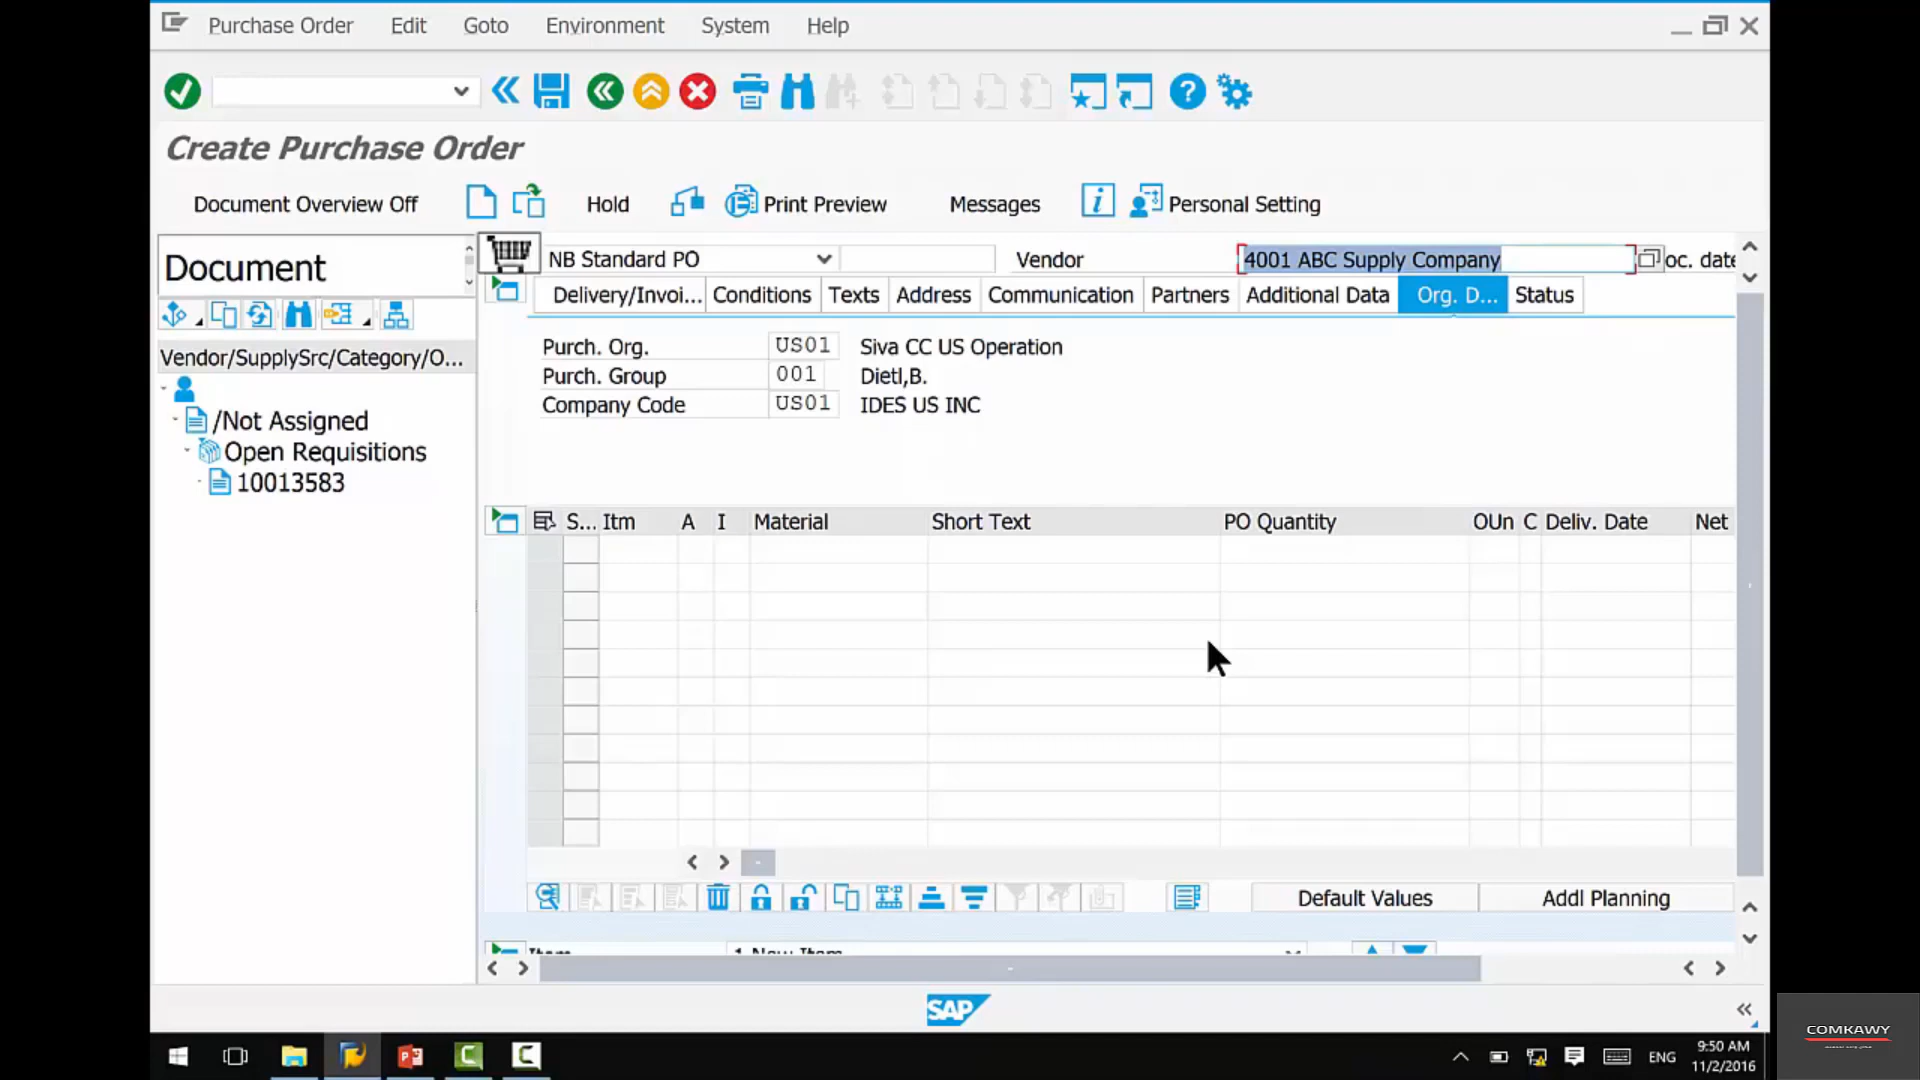 Purchase Order Edit Goto Environment System Help
Create Purchase Order
Document Overview Off Hold Print Preview Messages Personal Setting
Document
NB Standard PO Vendor 4001 ABC Supply Company oc. date
Delivery/Invoi... Conditions Texts Address Communication Partners Additional Data Org. D... Status
Vendor/SupplySrc/Category/O...
/Not Assigned
Open Requisitions
10013583
Purch. Org. US01 Siva CC US Operation
Purch. Group 001 Dietl,B.
Company Code US01 IDES US INC
S... Itm A I Material Short Text PO Quantity OUn C Deliv. Date Net
Default Values Addl Planning
Item 1 New Item
SAP
COMKAWY
ENG 9:50 AM
11/2/2016